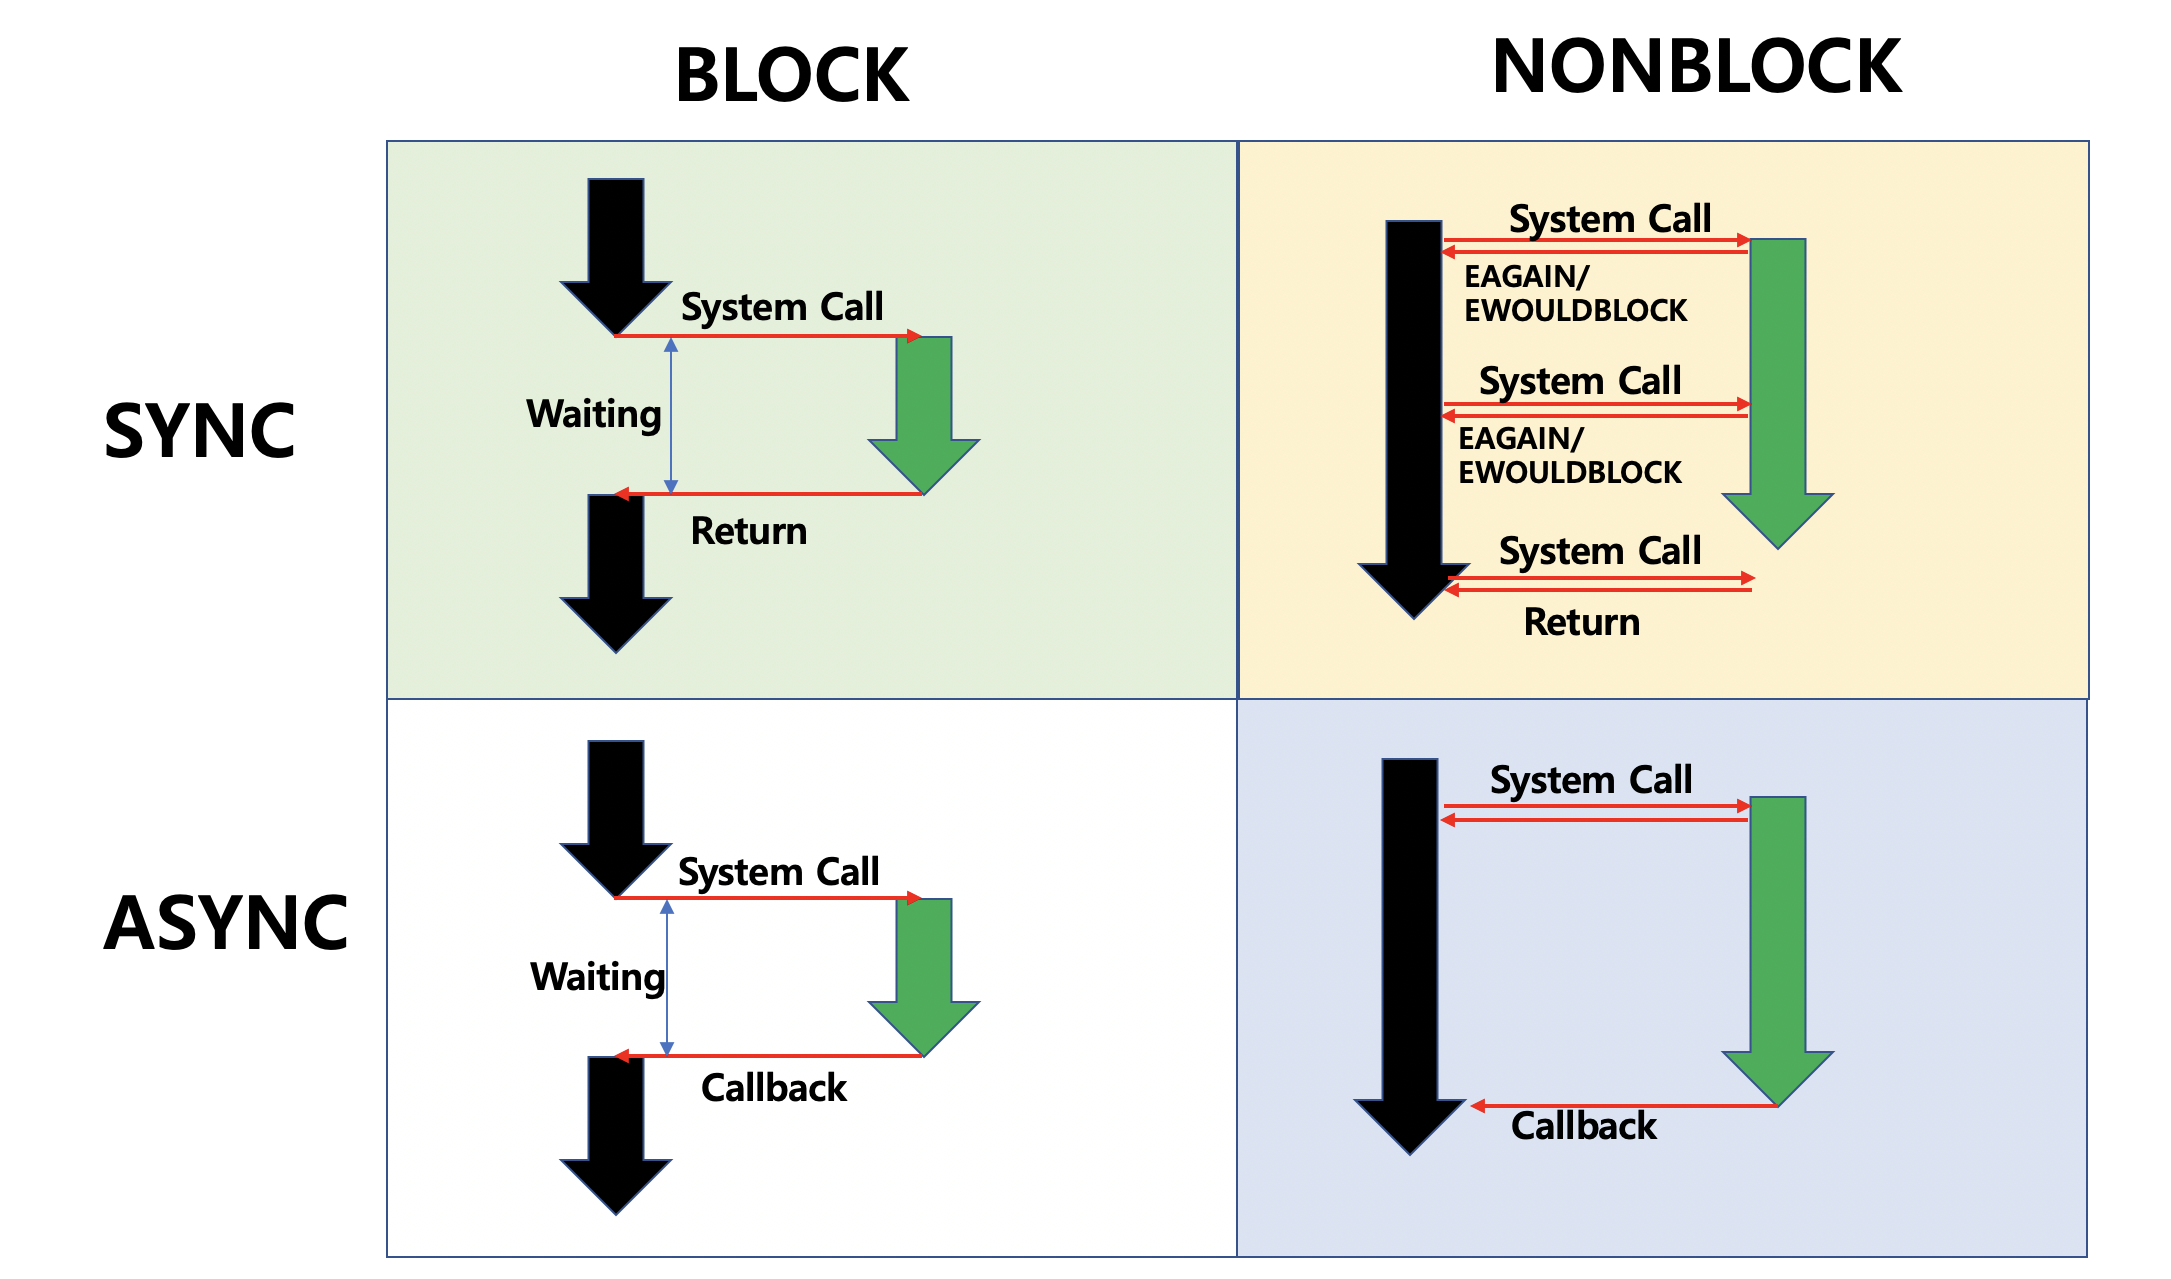 BLOCK
NONBLOCK
SYNC
System Call
Waiting
Return
System Call
EAGAIN/
EWOULDBLOCK
System Call
EAGAIN/
EWOULDBLOCK
System Call
Return
ASYNC
System Call
Waiting
Callback
System Call
Callback